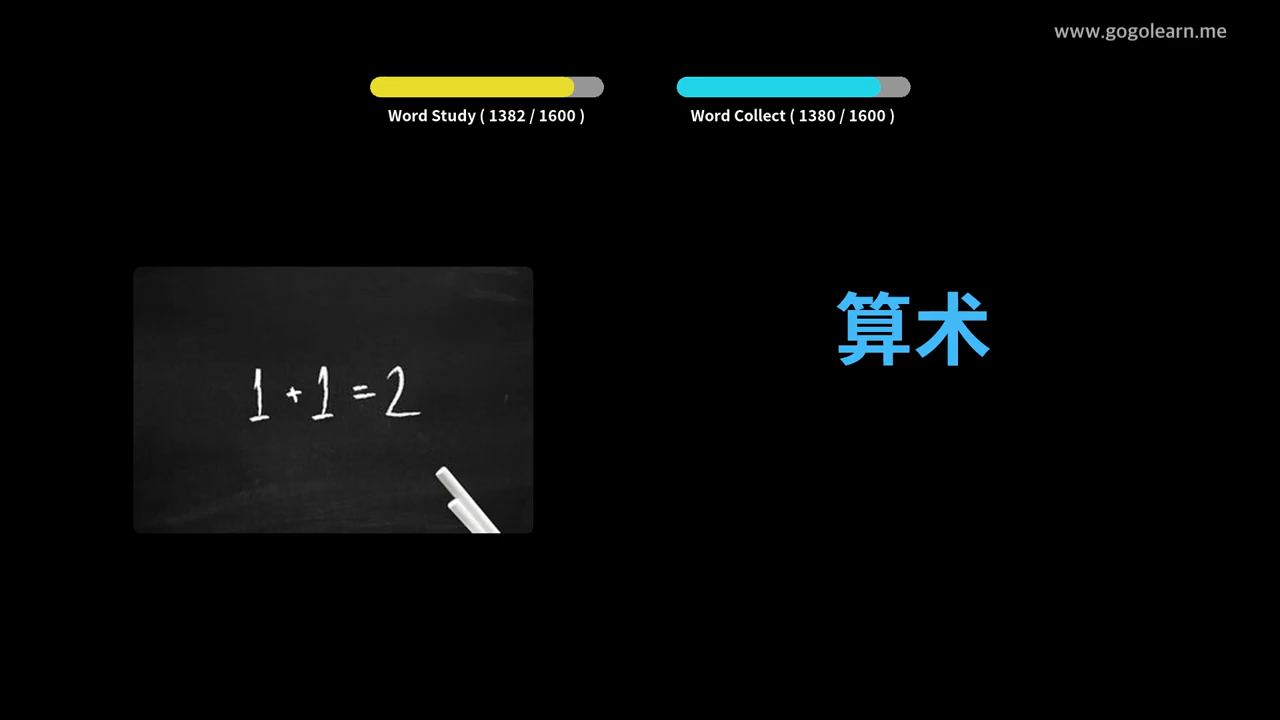 www.gogolearn.me
Word Study ( 1382 / 1600 )
Word Collect ( 1380 / 1600 )
算术
1 + 1 = 2